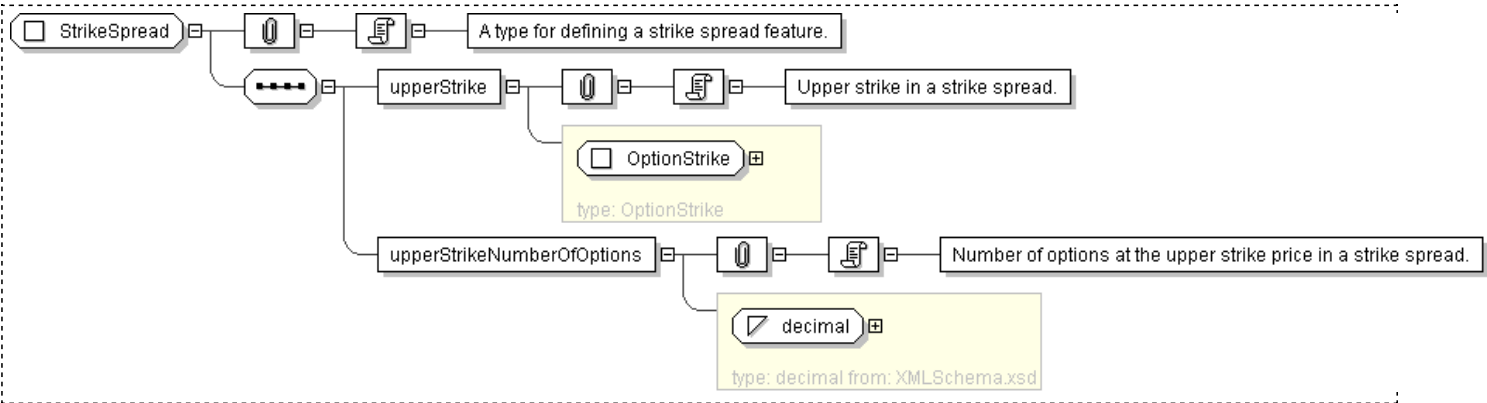 StrikeSpread
A type for defining a strike spread feature.
upperStrike
Upper strike in a strike spread.
OptionStrike
type: OptionStrike
upperStrikeNumberOfOptions
Number of options at the upper strike price in a strike spread.
decimal
type: decimal from: XMLSchema.xsd